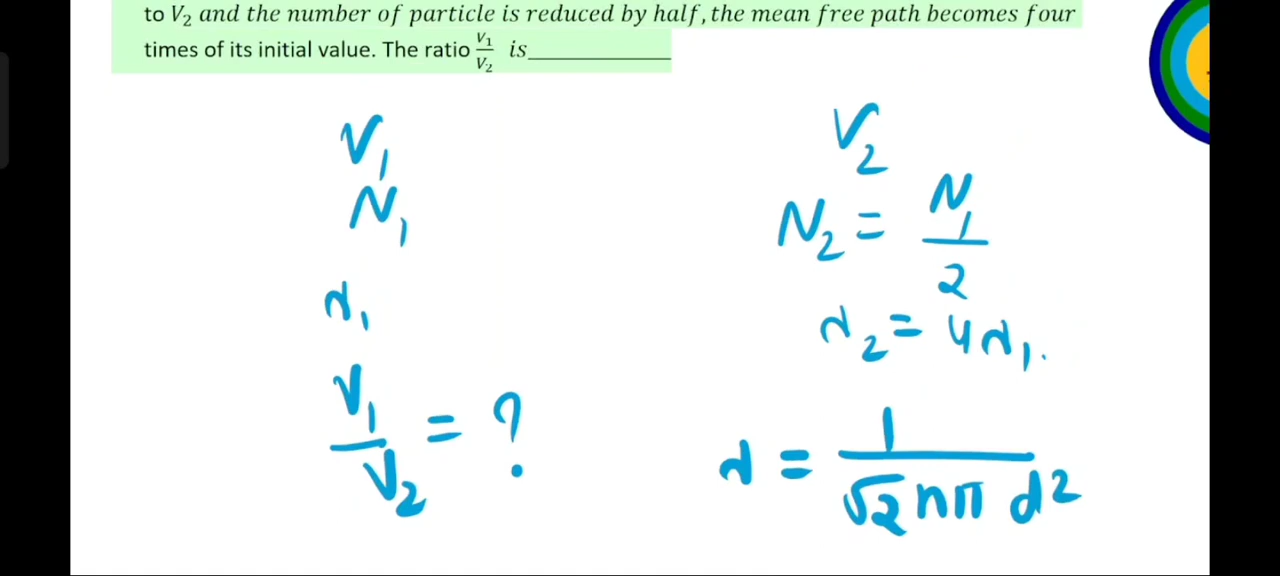 to V₂ and the number of particle is reduced by half, the mean free path becomes four
times of its initial value. The ratio V₁/V₂ is____________
V₁
V₂
N₁
N₂ = N₁/2
λ₁
λ₂ = 4λ₁.
V₁/V₂ = ?
λ = 1/√2 nπ d²